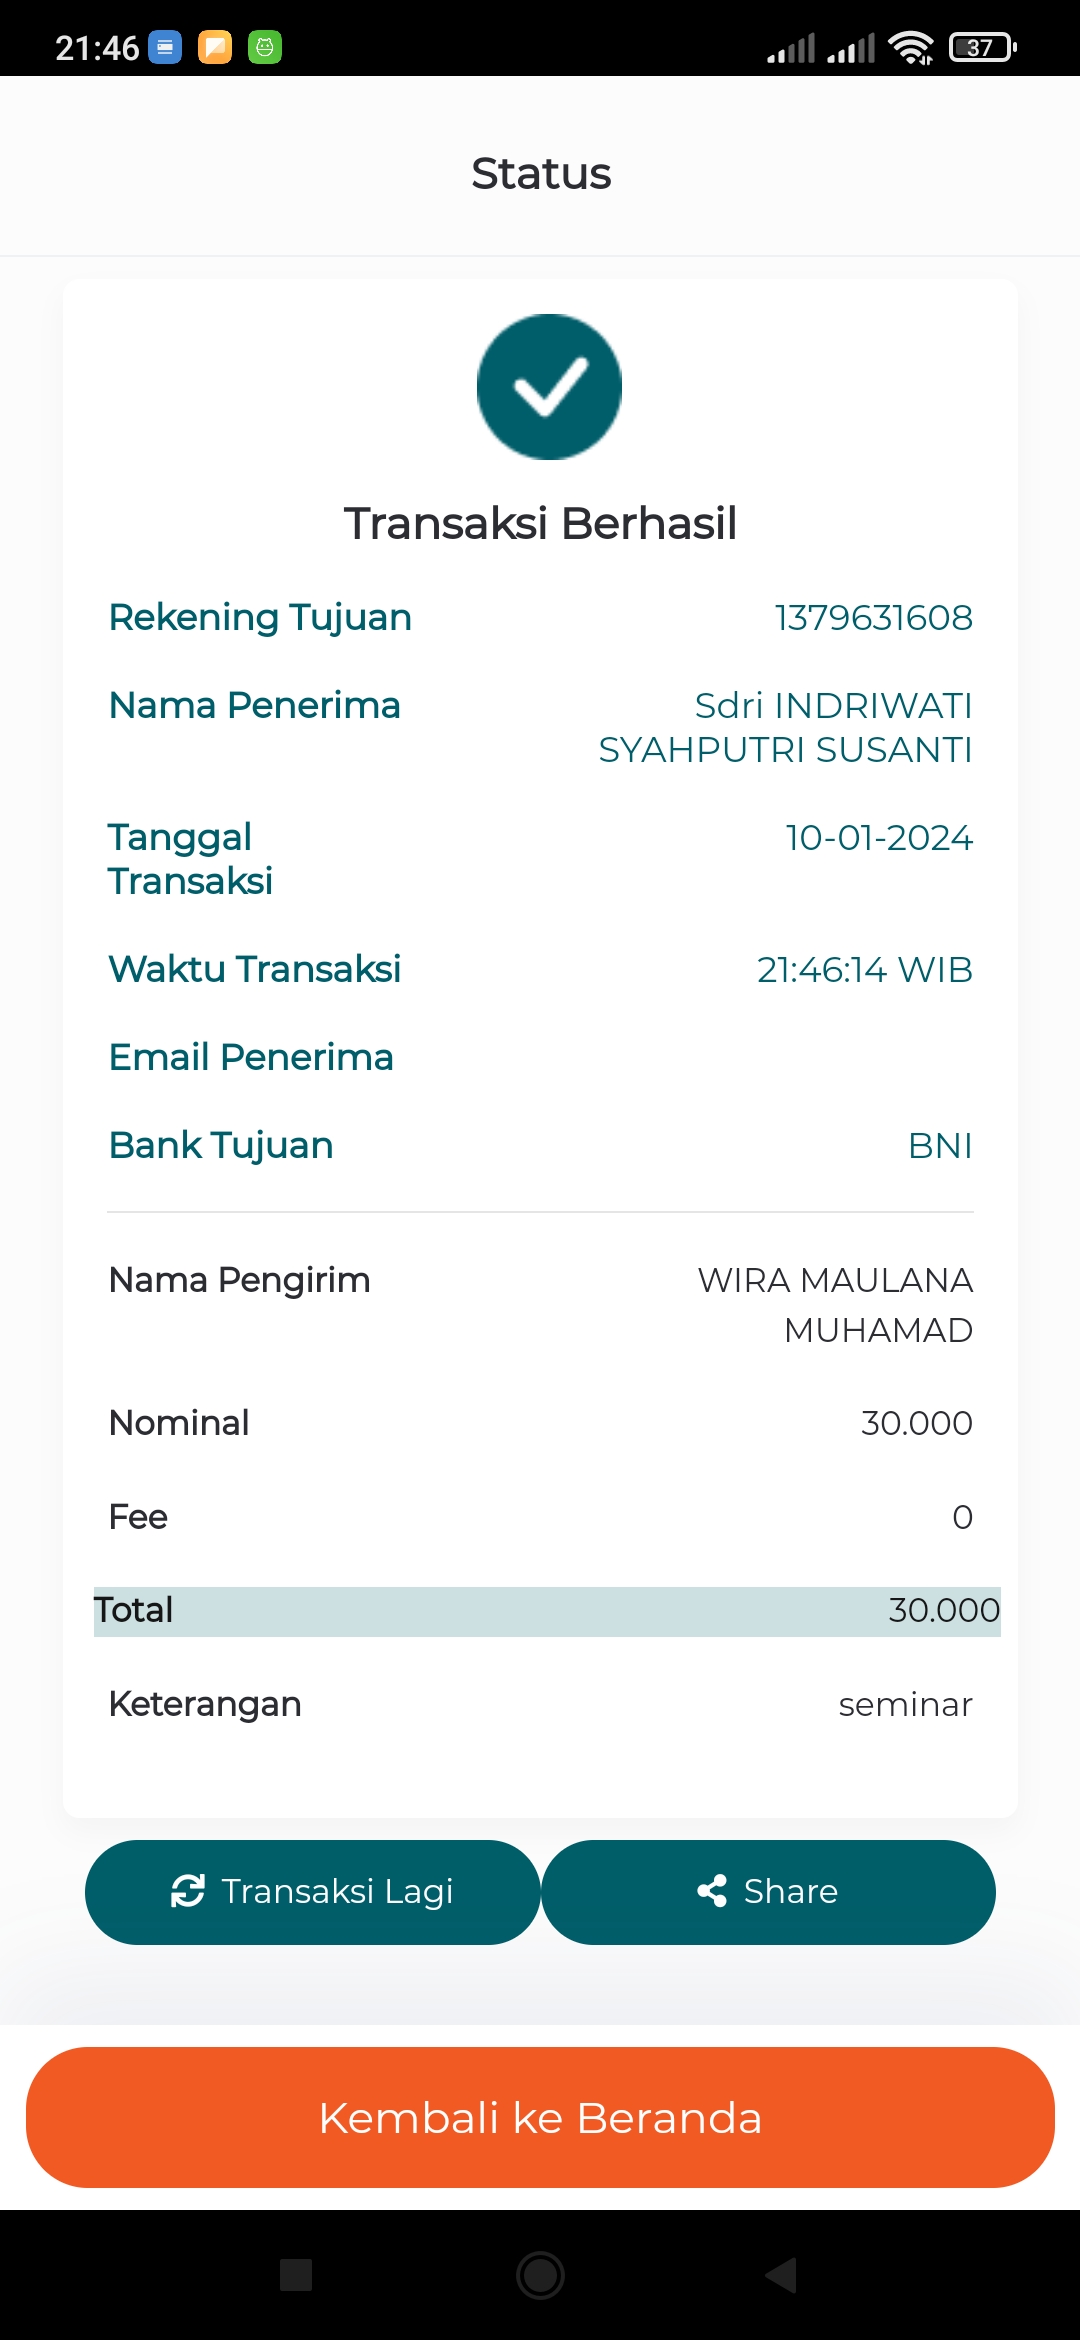 21:46
37
Status
Transaksi Berhasil
Rekening Tujuan 1379631608
Nama Penerima Sdri INDRIWATI
SYAHPUTRI SUSANTI
Tanggal 10-01-2024
Transaksi
Waktu Transaksi 21:46:14 WIB
Email Penerima
Bank Tujuan BNI
Nama Pengirim WIRA MAULANA
MUHAMAD
Nominal 30.000
Fee 0
Total 30.000
Keterangan seminar
Transaksi Lagi Share
Kembali ke Beranda